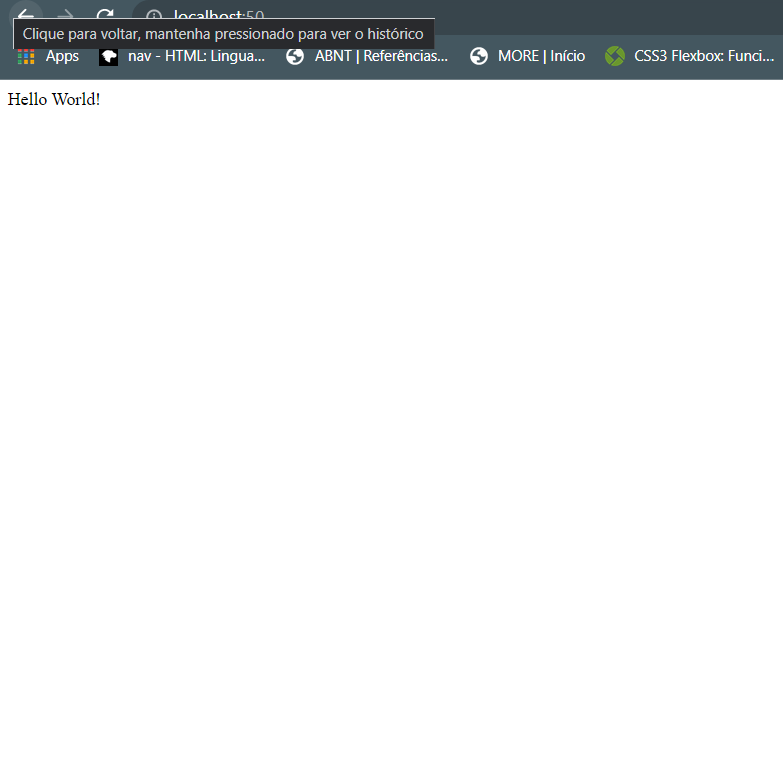 localhost:50
Clique para voltar, mantenha pressionado para ver o histórico
Apps nav - HTML: Lingua... ABNT | Referências... MORE | Início CSS3 Flexbox: Funci...
Hello World!